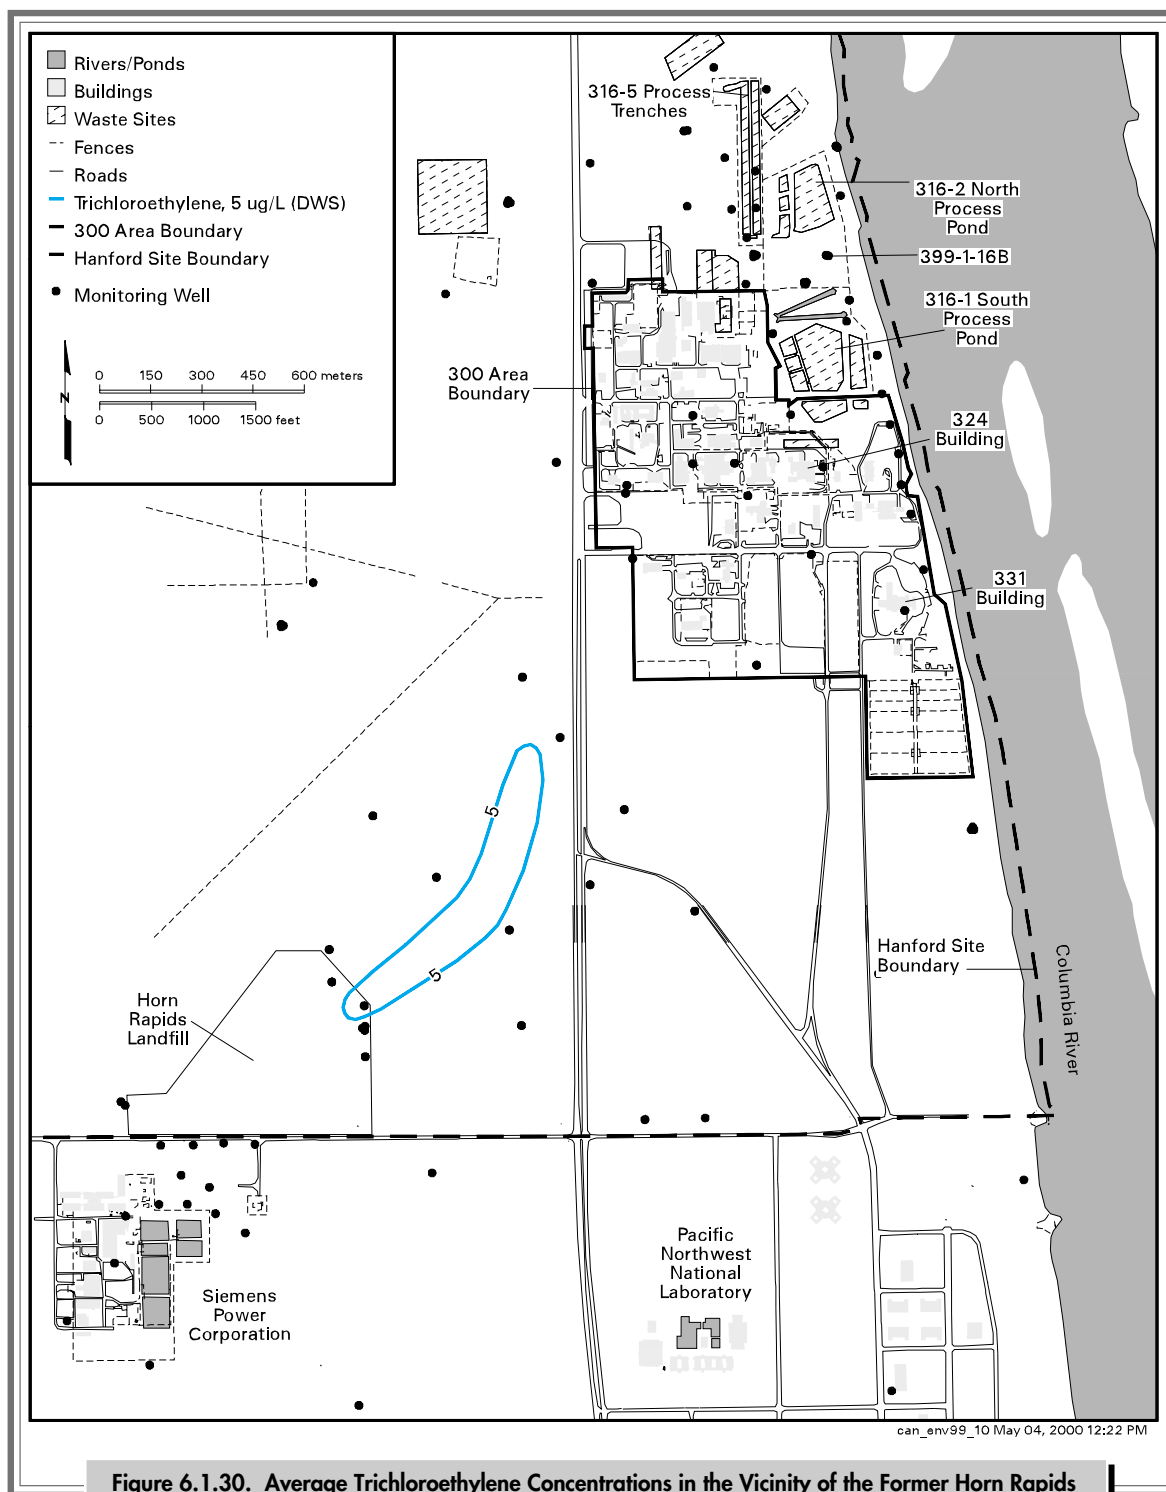 Rivers/Ponds
Buildings
Waste Sites
Fences
Roads
Trichloroethylene, 5 ug/L (DWS)
300 Area Boundary
Hanford Site Boundary
Monitoring Well
N
0 150 300 450 600 meters
0 500 1000 1500 feet
316-5 Process
Trenches
316-2 North
Process
Pond
399-1-16B
316-1 South
Process
Pond
300 Area
Boundary
324
Building
331
Building
5
5
Hanford Site
Boundary
Columbia River
Horn
Rapids
Landfill
Siemens
Power
Corporation
Pacific
Northwest
National
Laboratory
can_env99_10 May 04, 2000 12:22 PM
Figure 6.1.30. Average Trichloroethylene Concentrations in the Vicinity of the Former Horn Rapids